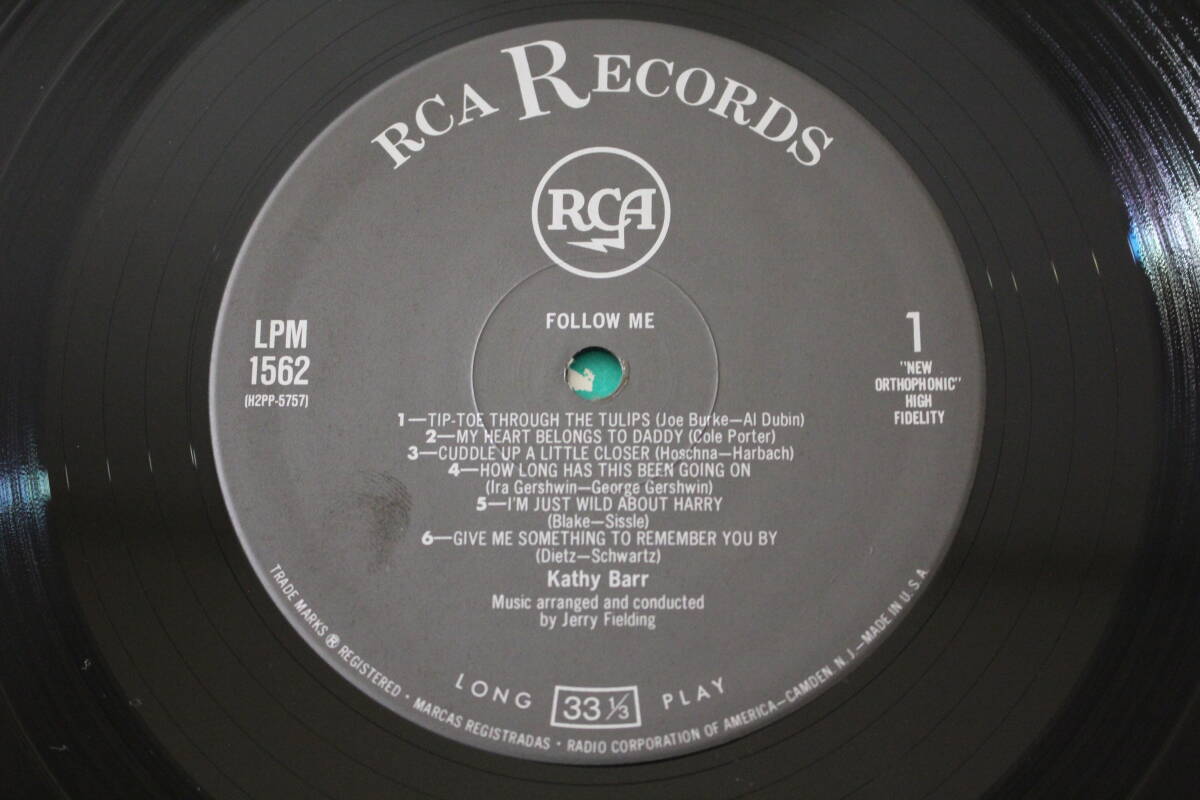 RCA RECORDS
RCA
FOLLOW ME
LPM
1562
(H2PP-5757)
1
"NEW
ORTHOPHONIC"
HIGH
FIDELITY
1—TIP-TOE THROUGH THE TULIPS (Joe Burke—Al Dubin)
2—MY HEART BELONGS TO DADDY (Cole Porter)
3—CUDDLE UP A LITTLE CLOSER (Hoschna—Harbach)
4—HOW LONG HAS THIS BEEN GOING ON
(Ira Gershwin—George Gershwin)
5—I'M JUST WILD ABOUT HARRY
(Blake—Sissle)
6—GIVE ME SOMETHING TO REMEMBER YOU BY
(Dietz—Schwartz)
Kathy Barr
Music arranged and conducted
by Jerry Fielding
LONG 33 1/3 PLAY
TRADE MARKS ® REGISTERED · MARCAS REGISTRADAS · RADIO CORPORATION OF AMERICA—CAMDEN, N. J.—MADE IN U.S.A.